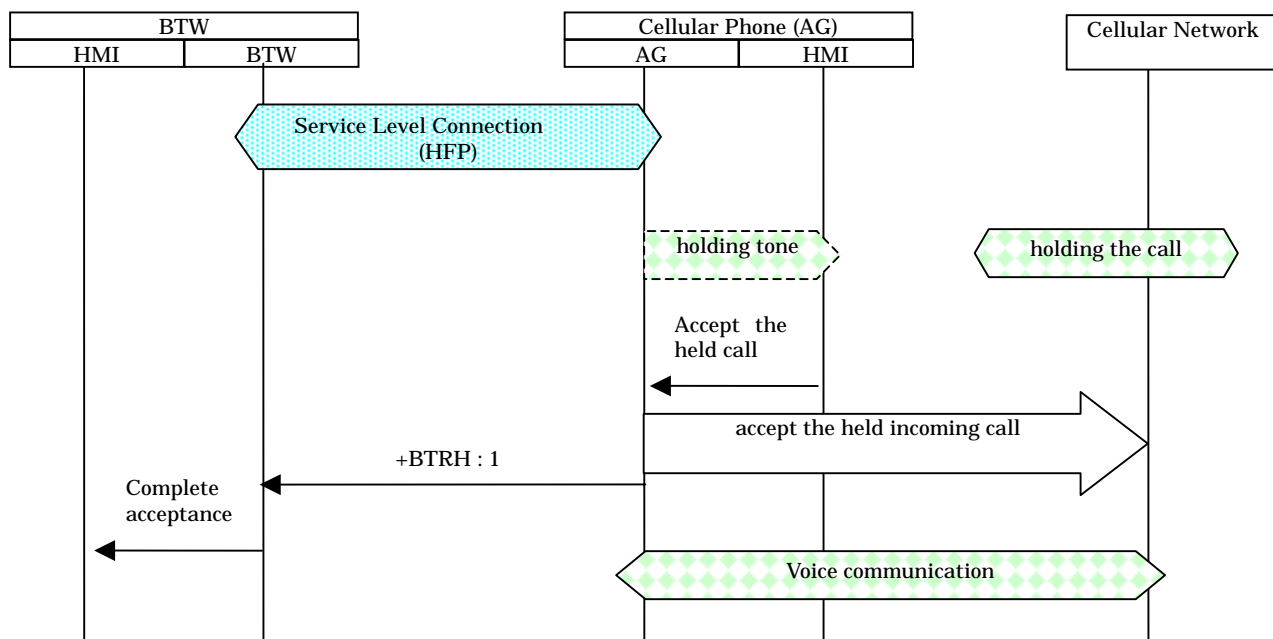 BTW
Cellular Phone (AG)
Cellular Network
HMI
BTW
AG
HMI
Service Level Connection
(HFP)
holding tone
holding the call
Accept the
held call
accept the held incoming call
+BTRH : 1
Complete
acceptance
Voice communication